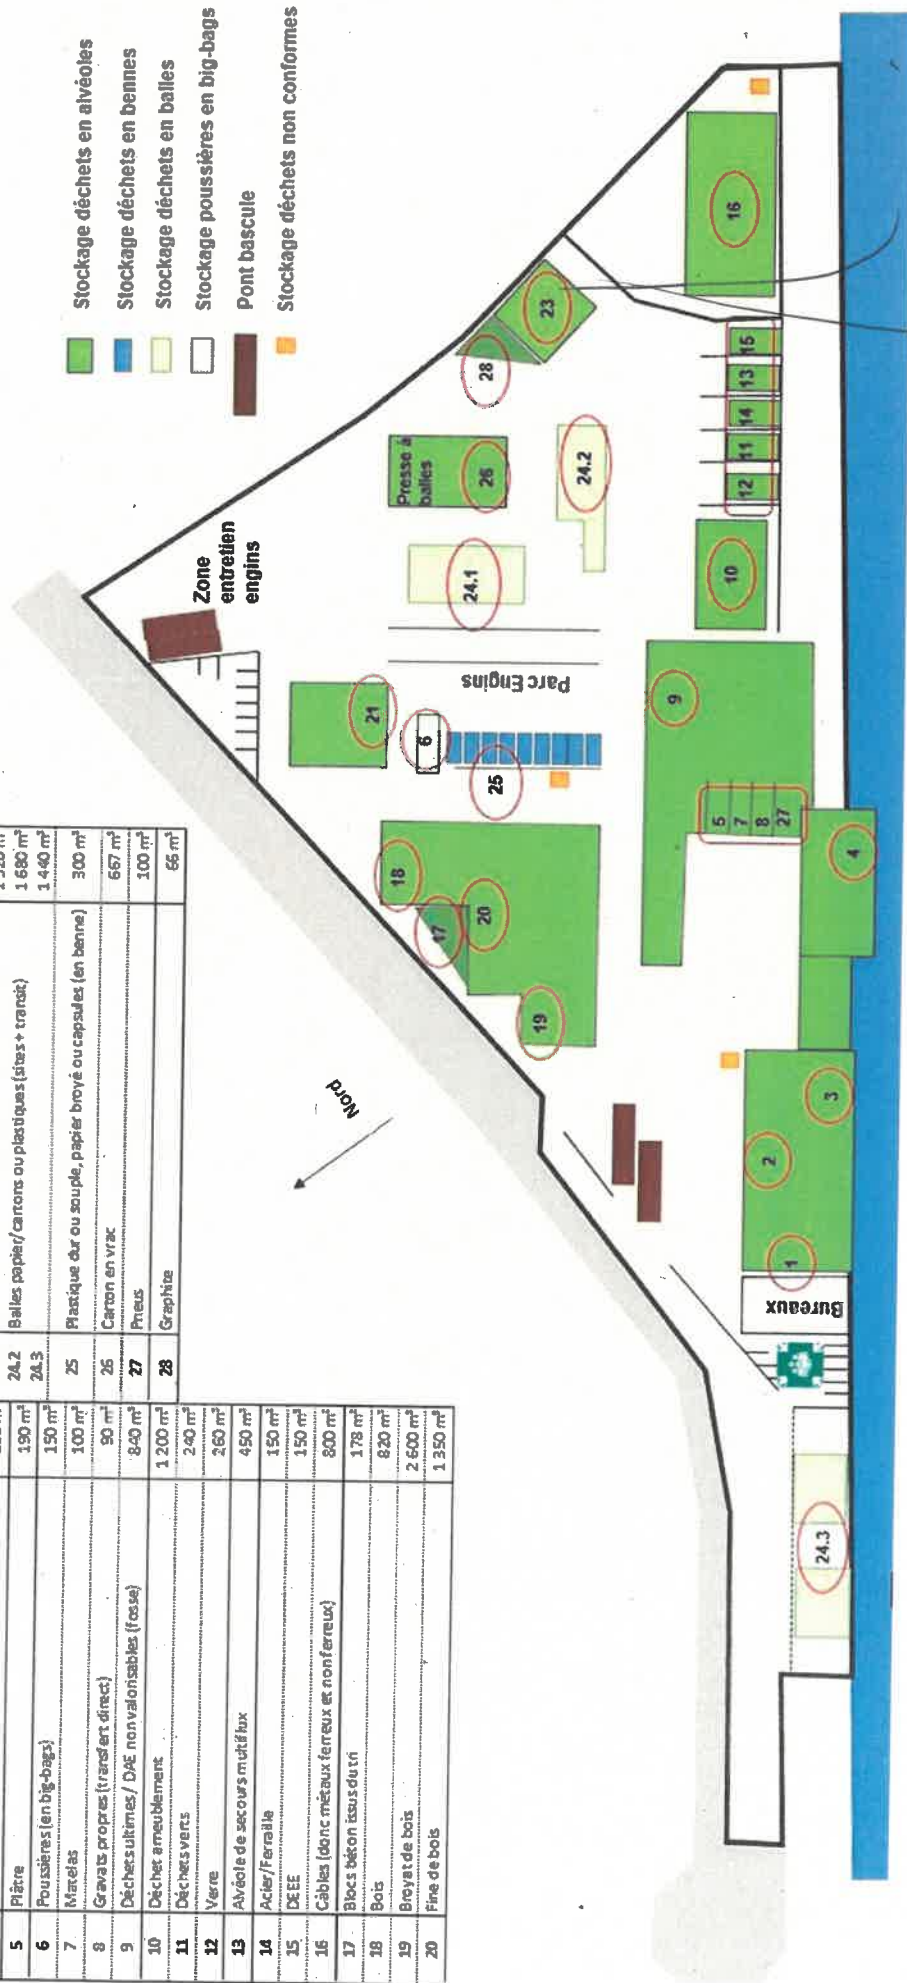 5 Plâtre 190 m³
6 Poussières (en big-bags) 150 m³
7 Matelas 100 m³
8 Gravats propres (transfert direct) 90 m³
9 Déchets ultimes / DAE non valorisables (fosse) 840 m³
10 Déchet ameublement 1 200 m³
11 Déchets verts 240 m³
12 Verre 260 m³
13 Alvéole de secours multiflux 450 m³
14 Acier/Ferraille 150 m³
15 DEEE 150 m³
16 Câbles (donc métaux ferreux et non ferreux) 800 m³
17 Blocs béton issus du tri 178 m³
18 Bois 820 m³
19 Broyat de bois 2 600 m³
20 Fine de bois 1 350 m³
24.2 Balles papier/cartons ou plastiques (sites + transit) 1 680 m³
24.3 1 440 m³
25 Plastique dur ou souple, papier broyé ou capsules (en benne) 300 m³
26 Carton en vrac 667 m³
27 Pneus 100 m³
28 Graphite 66 m³
Stockage déchets en alvéoles
Stockage déchets en bennes
Stockage déchets en balles
Stockage poussières en big-bags
Pont bascule
Stockage déchets non conformes
Zone
entretien
engins
Nord
21
6
25
Parc Engins
24.1
Presse à
balles
26
24.2
28
23
18
17
20
19
9
5
7
8
27
4
10
12
11
14
13
15
16
2
3
1
Bureaux
24.3